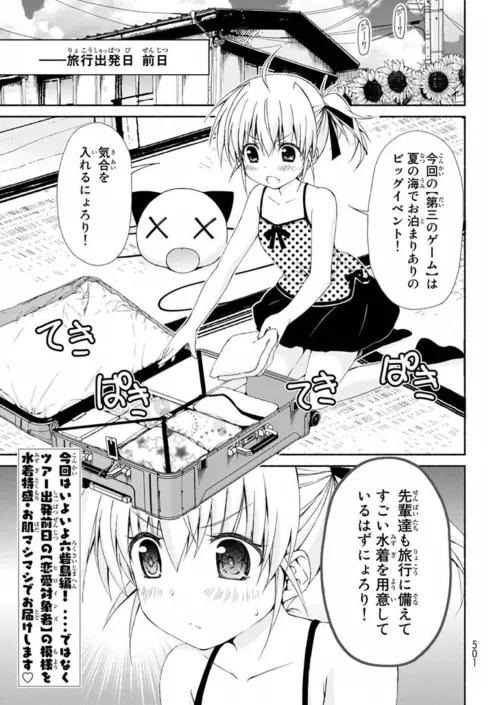 ――旅行出発日 前日
今回の【第三のゲーム】は
夏の海でお泊まりありの
ビッグイベント!
気合を
入れるにょろり!
てき
ぱき
てき
ぱき
先輩達も旅行に備えて
すごい水着を用意して
いるはずにょろり!
今回はいよいよ六砦島編!‥‥ではなく
ツアー出発前日の【恋愛対象者】の模様を
水着特盛・お肌マシマシでお届けします♡
501